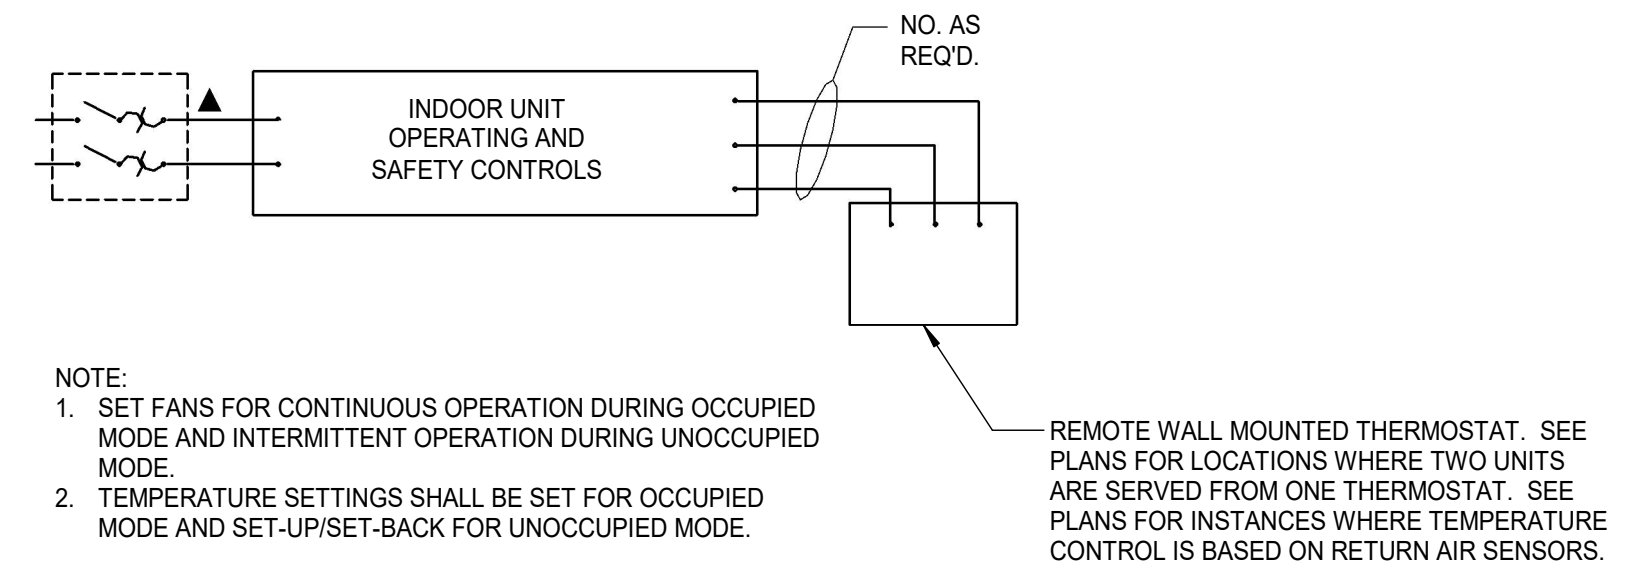 NO. AS
REQ'D.
INDOOR UNIT
OPERATING AND
SAFETY CONTROLS
NOTE:
1. SET FANS FOR CONTINUOUS OPERATION DURING OCCUPIED
MODE AND INTERMITTENT OPERATION DURING UNOCCUPIED
MODE.
2. TEMPERATURE SETTINGS SHALL BE SET FOR OCCUPIED
MODE AND SET-UP/SET-BACK FOR UNOCCUPIED MODE.
REMOTE WALL MOUNTED THERMOSTAT. SEE
PLANS FOR LOCATIONS WHERE TWO UNITS
ARE SERVED FROM ONE THERMOSTAT. SEE
PLANS FOR INSTANCES WHERE TEMPERATURE
CONTROL IS BASED ON RETURN AIR SENSORS.